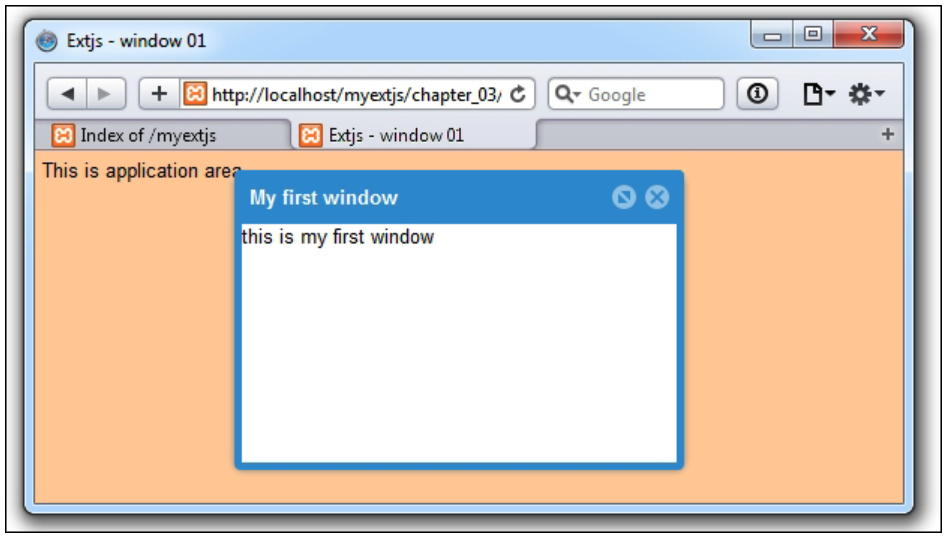 Extjs - window 01
http://localhost/myextjs/chapter_03/
Google
Index of /myextjs
Extjs - window 01
This is application area
My first window
this is my first window